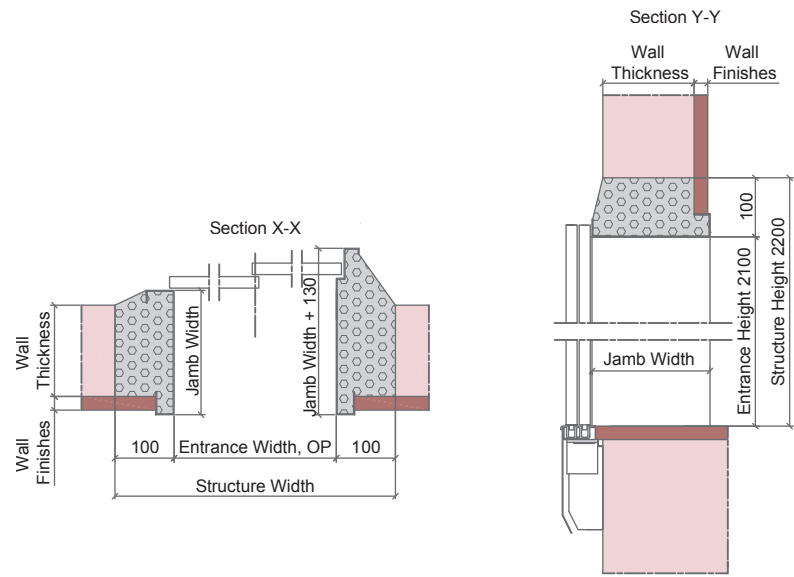 Section Y-Y
Wall
Thickness
Wall
Finishes
100
Entrance Height 2100
Structure Height 2200
Jamb Width
Section X-X
Wall
Thickness
Wall
Finishes
Jamb Width
Jamb Width + 130
100
Entrance Width, OP
100
Structure Width